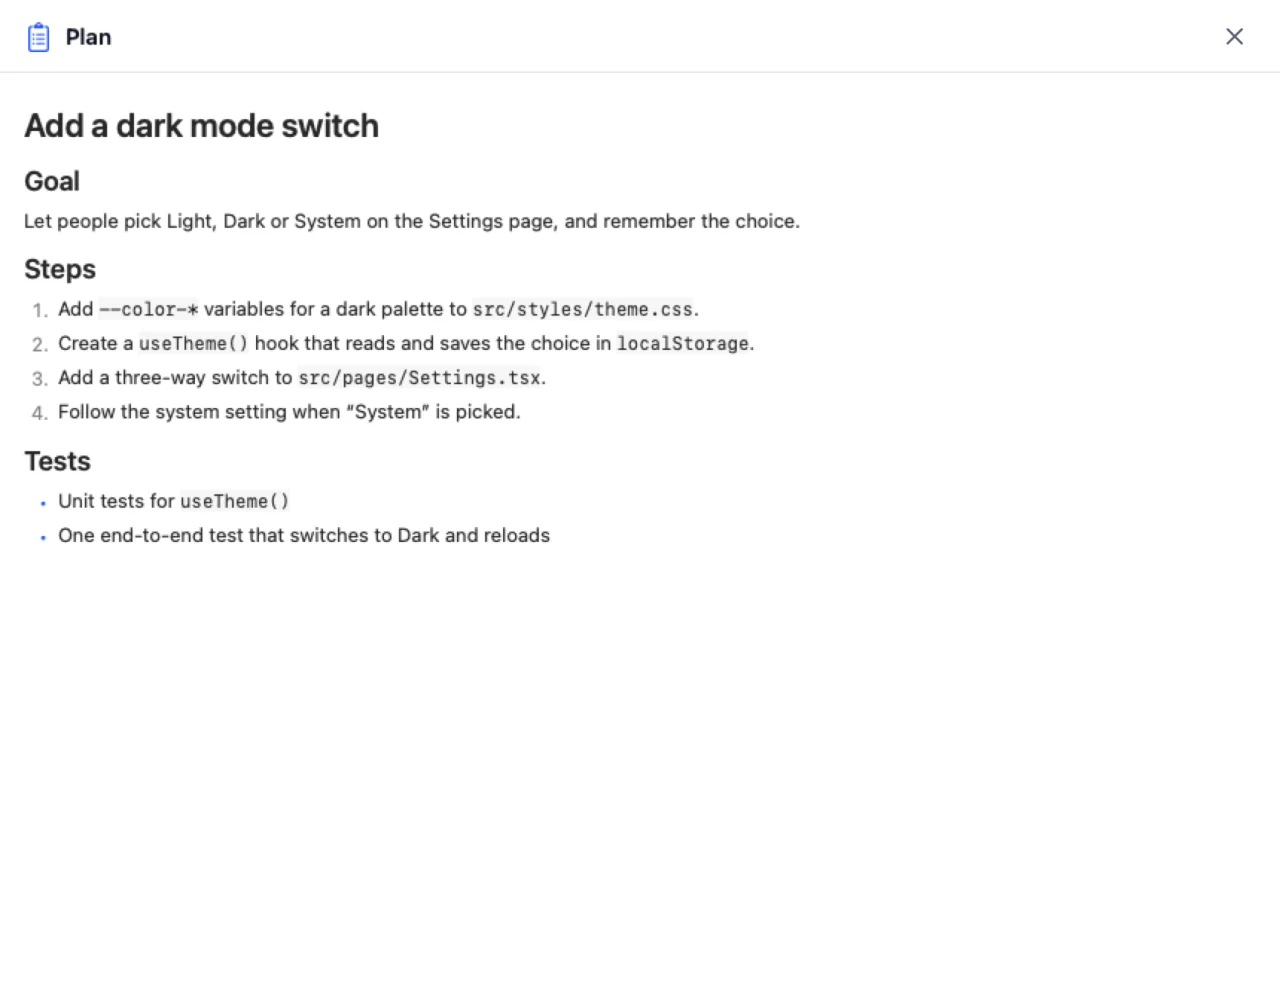 Plan
Add a dark mode switch
Goal
Let people pick Light, Dark or System on the Settings page, and remember the choice.
Steps
1. Add --color-* variables for a dark palette to src/styles/theme.css.
2. Create a useTheme() hook that reads and saves the choice in localStorage.
3. Add a three-way switch to src/pages/Settings.tsx.
4. Follow the system setting when “System” is picked.
Tests
• Unit tests for useTheme()
• One end-to-end test that switches to Dark and reloads